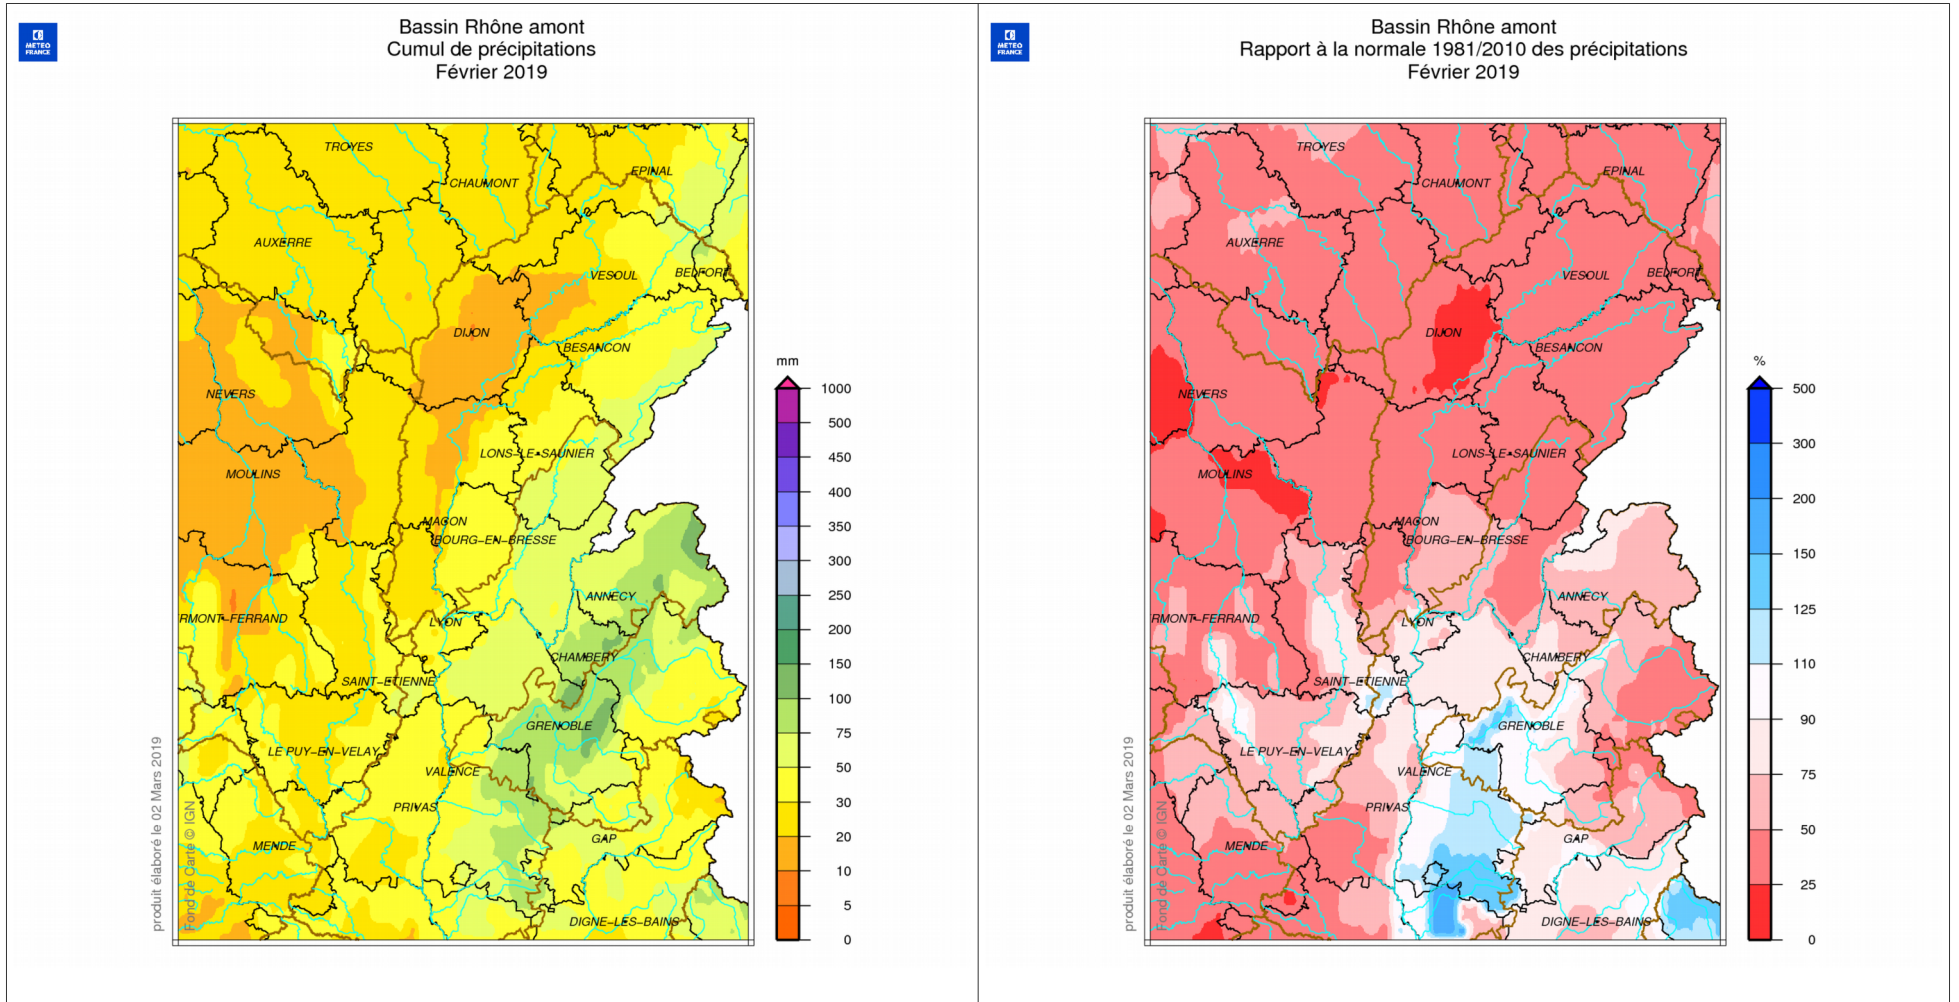 METEO
FRANCE
Bassin Rhône amont
Cumul de précipitations
Février 2019
TROYES
EPINAL
CHAUMONT
AUXERRE
VESOUL
BELFORT
DIJON
BESANCON
NEVERS
LONS-LE-SAUNIER
MOULINS
MACON
BOURG-EN-BRESSE
ANNECY
RMONT-FERRAND
LYON
CHAMBERY
SAINT-ETIENNE
GRENOBLE
LE PUY-EN-VELAY
VALENCE
PRIVAS
GAP
MENDE
DIGNE-LES-BAINS
mm
1000
500
450
400
350
300
250
200
150
100
75
50
30
20
10
5
0
produit élaboré le 02 Mars 2019
Fond de Carte © IGN
METEO
FRANCE
Bassin Rhône amont
Rapport à la normale 1981/2010 des précipitations
Février 2019
TROYES
EPINAL
CHAUMONT
AUXERRE
VESOUL
BELFORT
DIJON
BESANCON
NEVERS
LONS-LE-SAUNIER
MOULINS
MACON
BOURG-EN-BRESSE
ANNECY
RMONT-FERRAND
LYON
CHAMBERY
SAINT-ETIENNE
GRENOBLE
LE PUY-EN-VELAY
VALENCE
PRIVAS
GAP
MENDE
DIGNE-LES-BAINS
%
500
300
200
150
125
110
90
75
50
25
0
produit élaboré le 02 Mars 2019
Fond de Carte © IGN